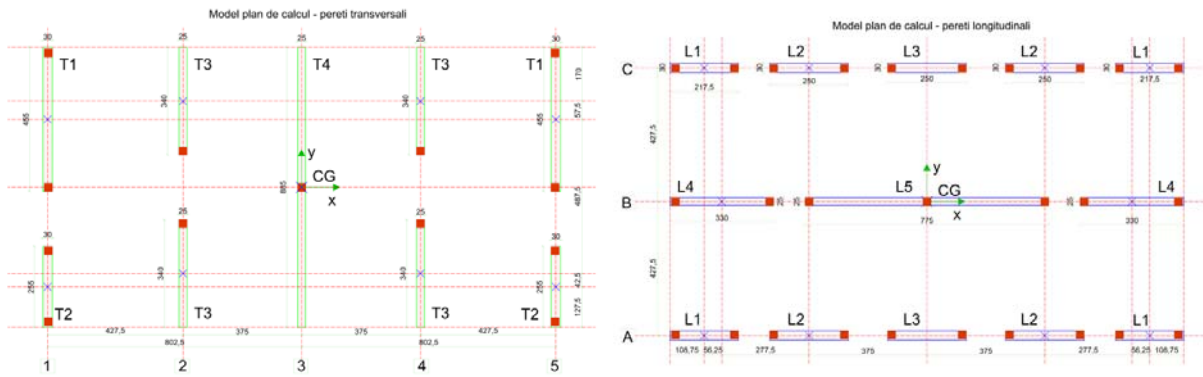 Model plan de calcul - pereti transversali
30 25 25 25 30
T1 T3 T4 T3 T1
170
340 340
57,5
455 455
y
CG
885
x
487,5
25 25
30 30
255 343 343 255
42,5
127,5
T2 T3 T3 T2
427,5 375 375 427,5
802,5 802,5
1 2 3 4 5
Model plan de calcul - pereti longitudinali
L1 L2 L3 L2 L1
C 30 30 30 30 30
217,5 250 250 250 217,5
427,5
y
L4 L5 CG L4
B 25 25 25
x
330 775 330
427,5
L1 L2 L3 L2 L1
A
108,75 56,25 277,5 375 375 277,5 56,25 108,75